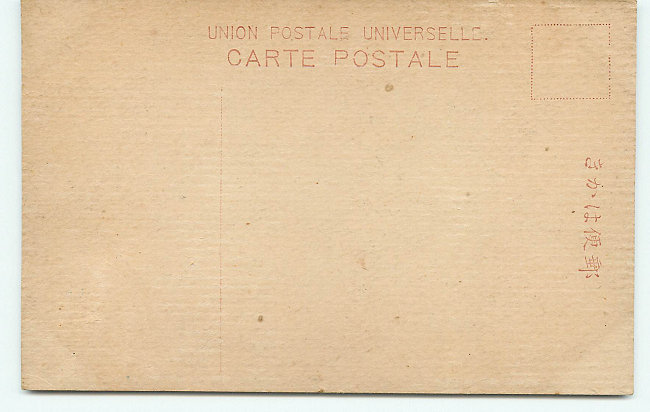 UNION POSTALE UNIVERSELLE.
CARTE POSTALE
きかは便郵